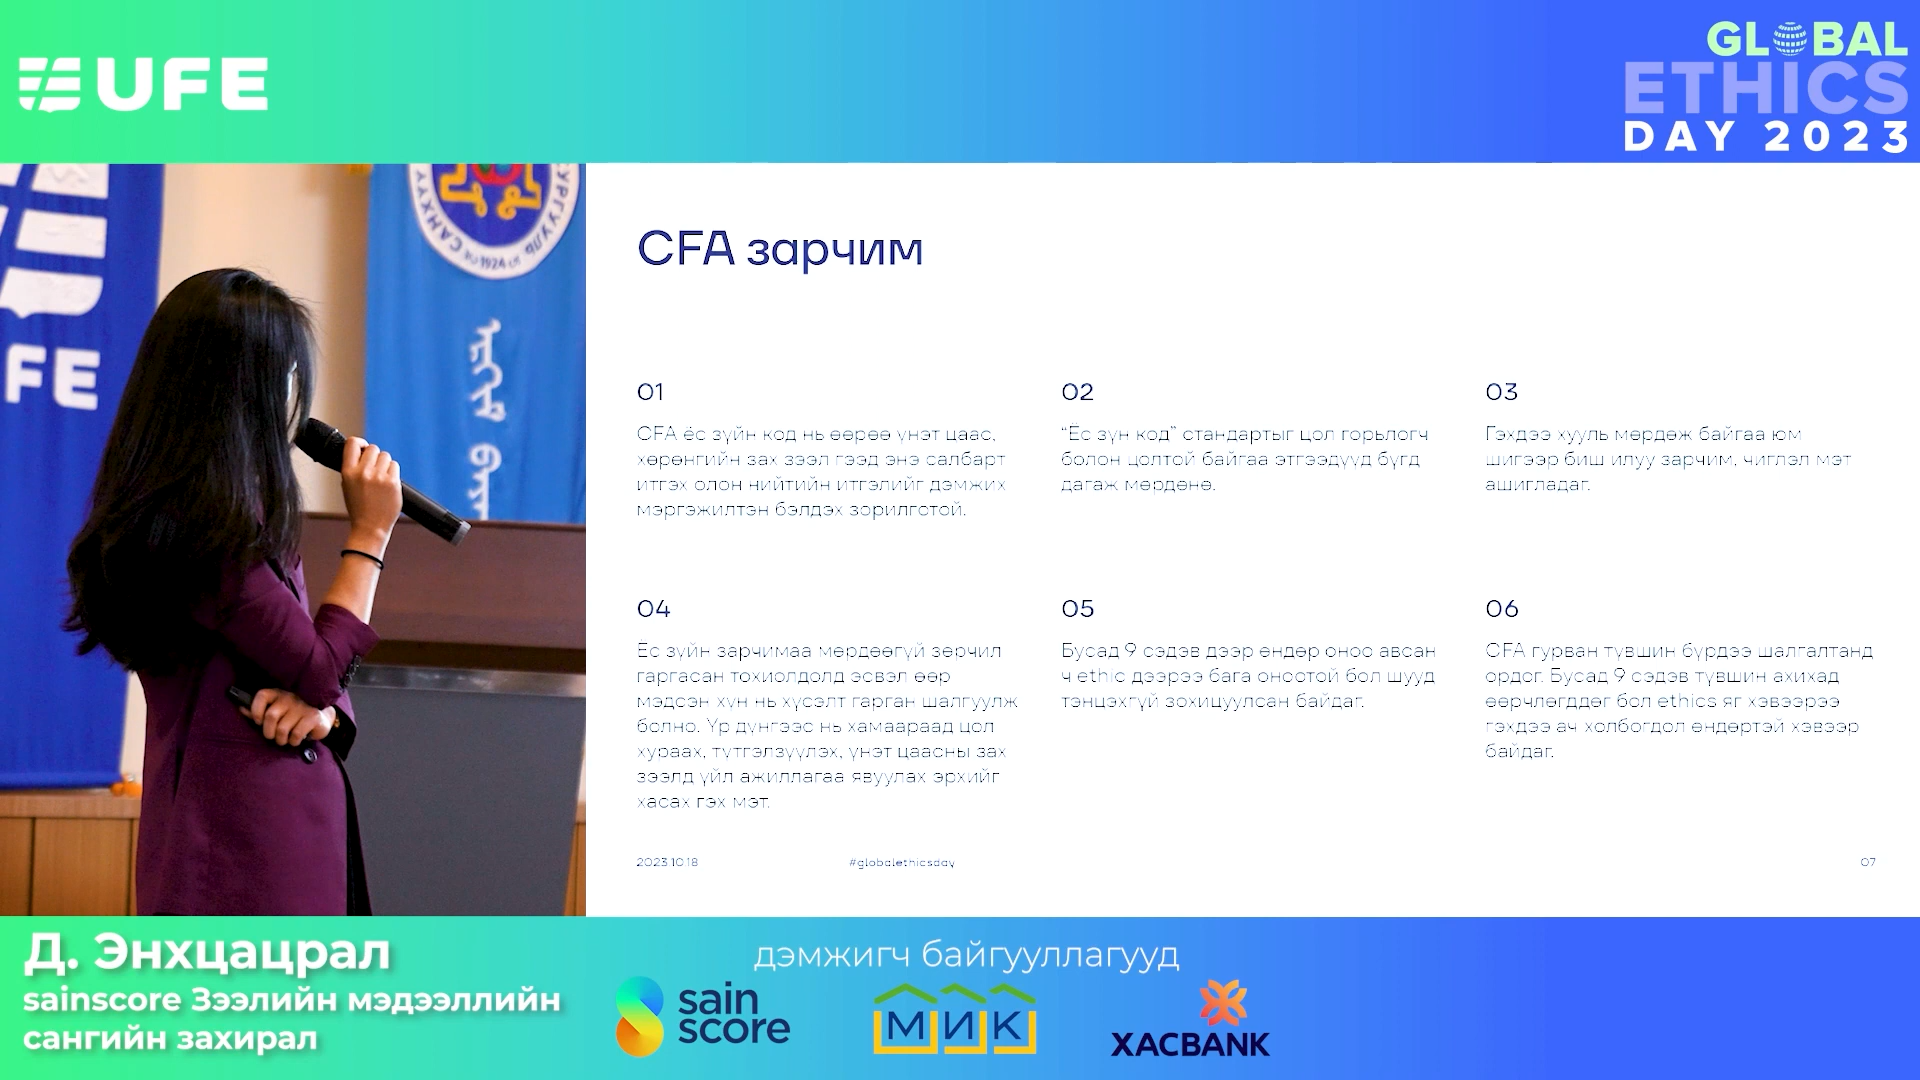 UFE
GLOBAL
ETHICS
DAY 2023
FE
САНХҮҮ
1924
СУРГУУЛЬ
CFA зарчим
01
CFA ёс зүйн код нь өөрөө үнэт цаас,
хөрөнгийн зах зээл гээд энэ салбарт
итгэх олон нийтийн итгэлийг дэмжих
мэргэжилтэн бэлдэх зорилготой.
02
“Ёс зүн код” стандартыг цол горьлогч
болон цолтой байгаа этгээдүүд бүгд
дагаж мөрдөнө.
03
Гэхдээ хууль мөрдөж байгаа юм
шигээр биш илүү зарчим, чиглэл мэт
ашигладаг.
04
Ёс зүйн зарчимаа мөрдөөгүй зөрчил
гаргасан тохиолдолд эсвэл өөр
мэдсэн хүн нь хүсэлт гарган шалгуулж
болно. Үр дүнгээс нь хамаараад цол
хураах, түтгэлзүүлэх, үнэт цаасны зах
зээлд үйл ажиллагаа явуулах эрхийг
хасах гэх мэт.
05
Бусад 9 сэдэв дээр өндөр оноо авсан
ч ethic дээрээ бага оноотой бол шууд
тэнцэхгүй зохицуулсан байдаг.
06
CFA гурван түвшин бүрдээ шалгалтанд
ордог. Бусад 9 сэдэв түвшин ахихад
өөрчлөгддөг бол ethics яг хэвээрээ
гэхдээ ач холбогдол өндөртэй хэвээр
байдаг.
2023.10.18
#globalethicsday
07
Д. Энхцацрал
sainscore Зээлийн мэдээллийн
сангийн захирал
дэмжигч байгууллагууд
sain
score
МИК
XACBANK